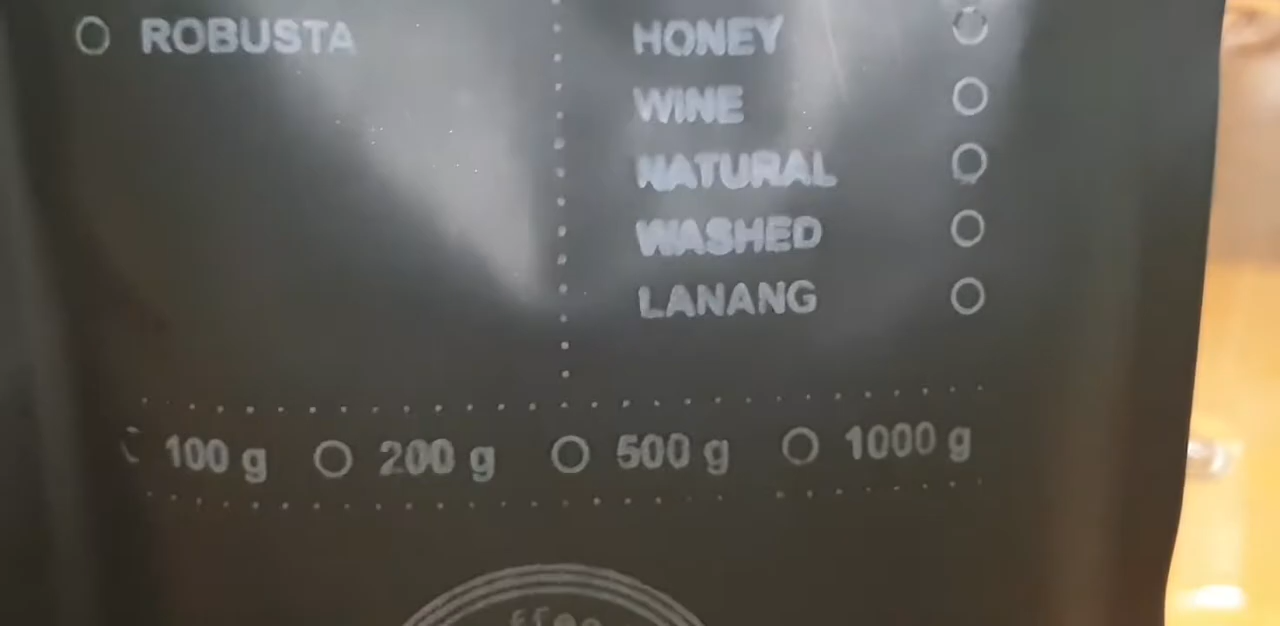 ROBUSTA
HONEY
WINE
NATURAL
WASHED
LANANG
100 g 200 g 500 g 1000 g